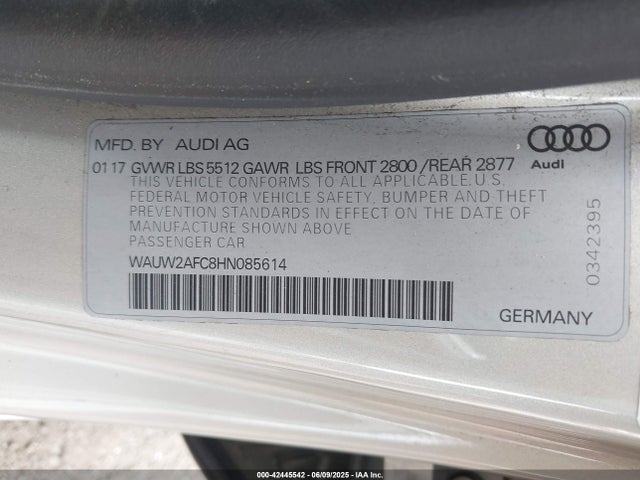 MFD. BY AUDI AG
01 17 GVWR LBS 5512 GAWR LBS FRONT 2800 /REAR 2877
THIS VEHICLE CONFORMS TO ALL APPLICABLE.U.S.
FEDERAL MOTOR VEHICLE SAFETY, BUMPER AND THEFT
PREVENTION STANDARDS IN EFFECT ON THE DATE OF
MANUFACTURE SHOWN ABOVE
PASSENGER CAR
WAUW2AFC8HN085614
Audi
0342395
GERMANY
000-42445542 | 06/09/2025 - IAA Inc.